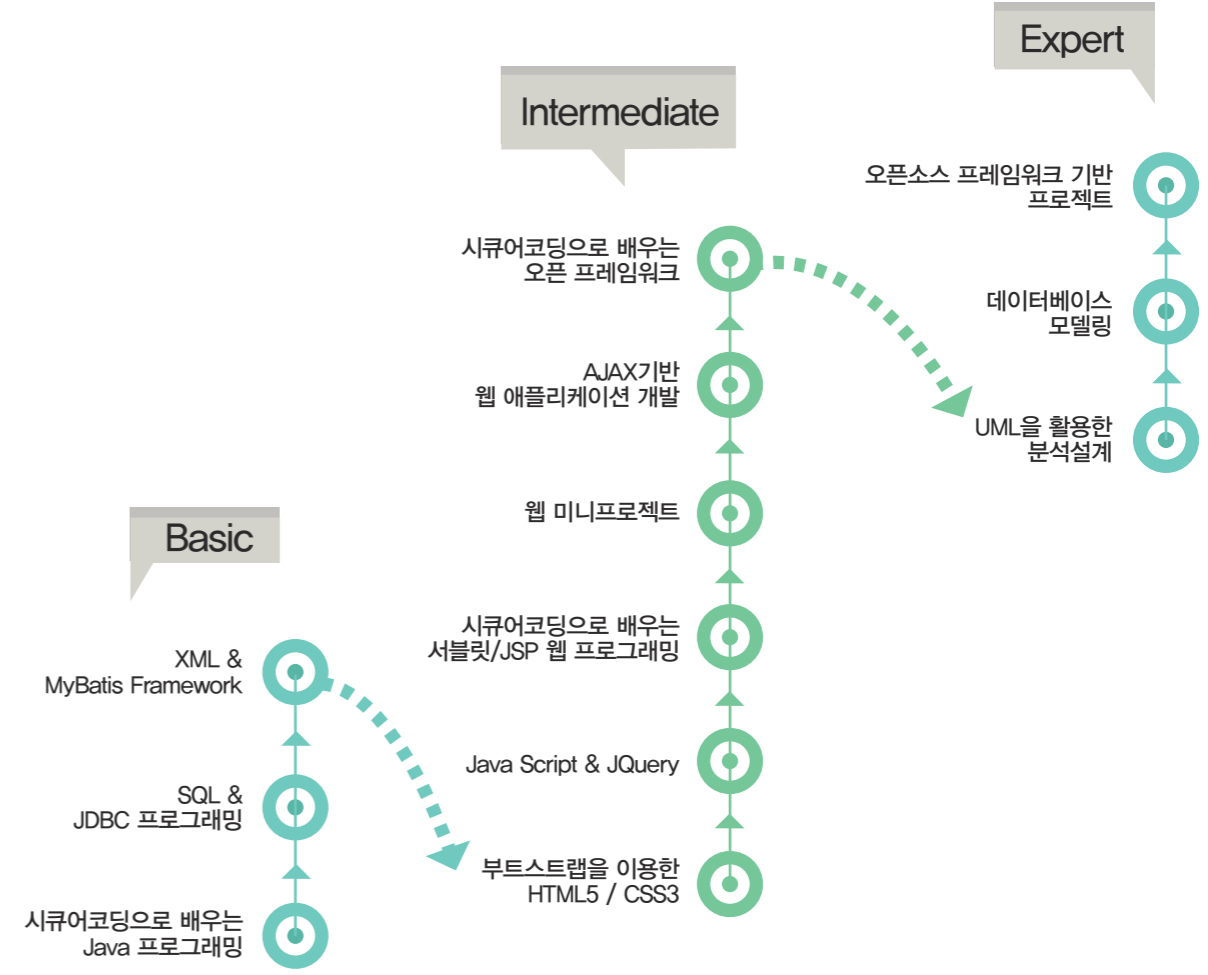 Expert
Intermediate
오픈소스 프레임워크 기반
프로젝트
시큐어코딩으로 배우는
오픈 프레임워크
데이터베이스
모델링
AJAX기반
웹 애플리케이션 개발
UML을 활용한
분석설계
웹 미니프로젝트
Basic
시큐어코딩으로 배우는
서블릿/JSP 웹 프로그래밍
XML &
MyBatis Framework
Java Script & JQuery
SQL &
JDBC 프로그래밍
부트스트랩을 이용한
HTML5 / CSS3
시큐어코딩으로 배우는
Java 프로그래밍